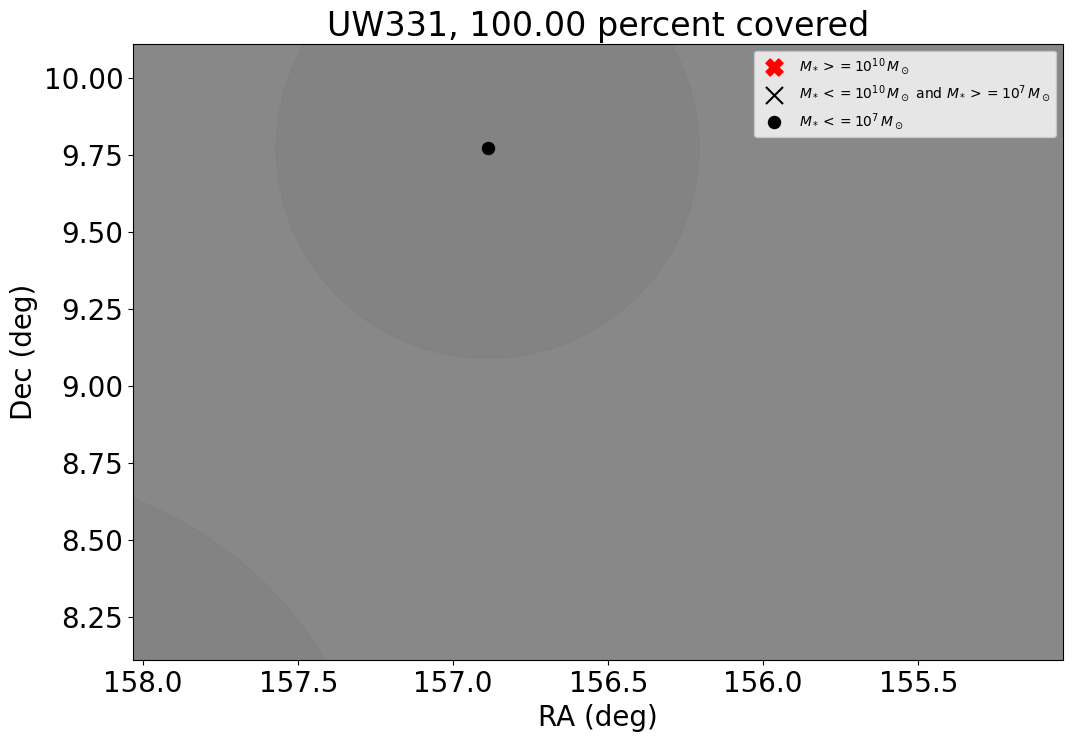 UW331, 100.00 percent covered
M* >= 10^10 M⊙
M* <= 10^10 M⊙ and M* >= 10^7 M⊙
M* <= 10^7 M⊙
10.00
9.75
9.50
9.25
9.00
8.75
8.50
8.25
Dec (deg)
158.0 157.5 157.0 156.5 156.0 155.5
RA (deg)